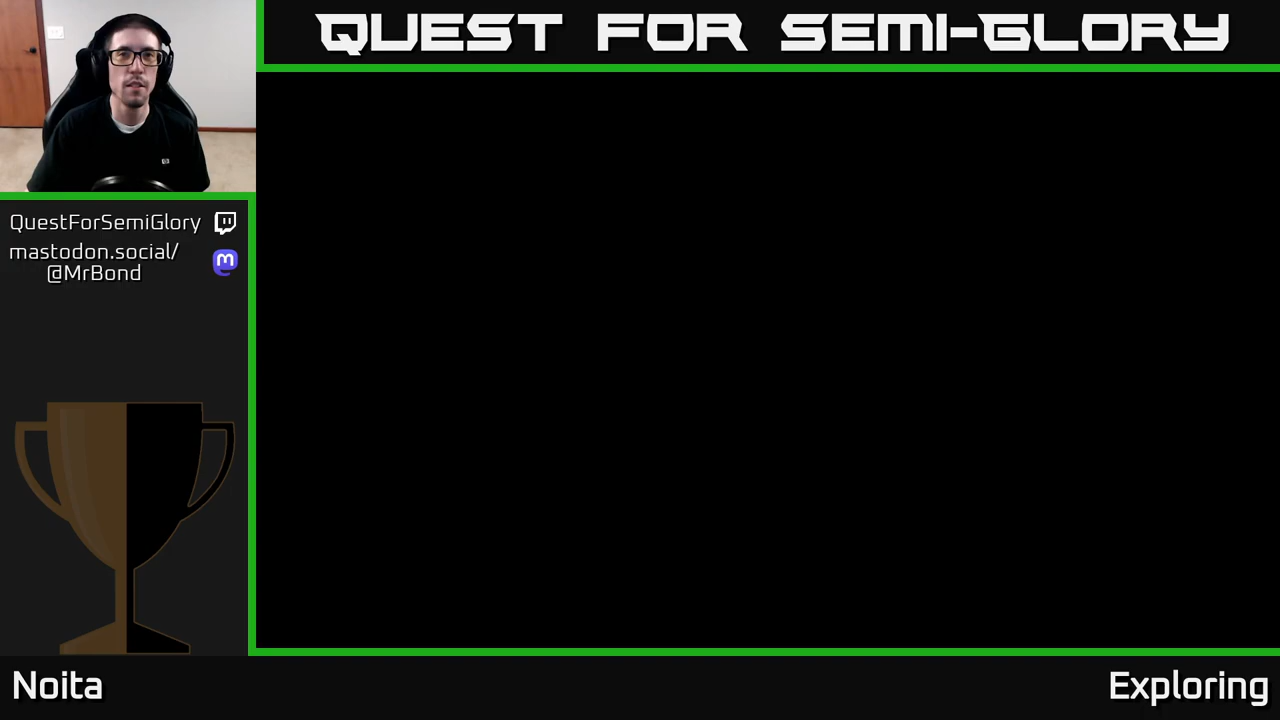 QUEST FOR SEMI-GLORY
QuestForSemiGlory
mastodon.social/
@MrBond
Noita
Exploring